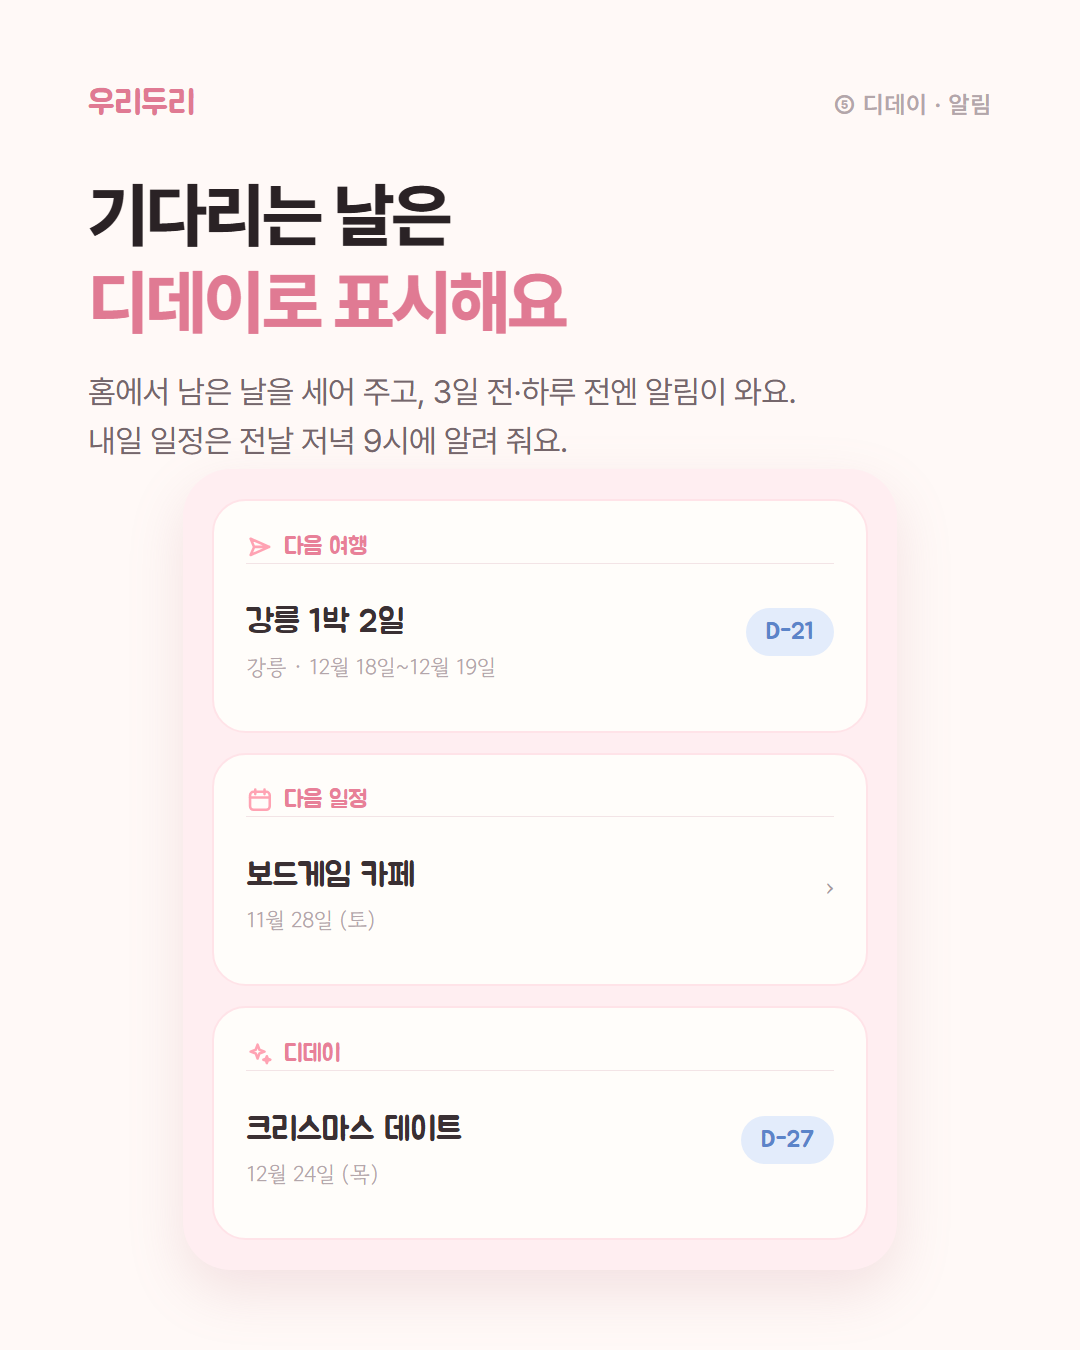 우리두리
⑤ 디데이 · 알림
기다리는 날은
디데이로 표시해요
홈에서 남은 날을 세어 주고, 3일 전·하루 전엔 알림이 와요.
내일 일정은 전날 저녁 9시에 알려 줘요.
다음 여행
강릉 1박 2일
D-21
강릉 · 12월 18일~12월 19일
다음 일정
보드게임 카페
11월 28일 (토)
디데이
크리스마스 데이트
D-27
12월 24일 (목)